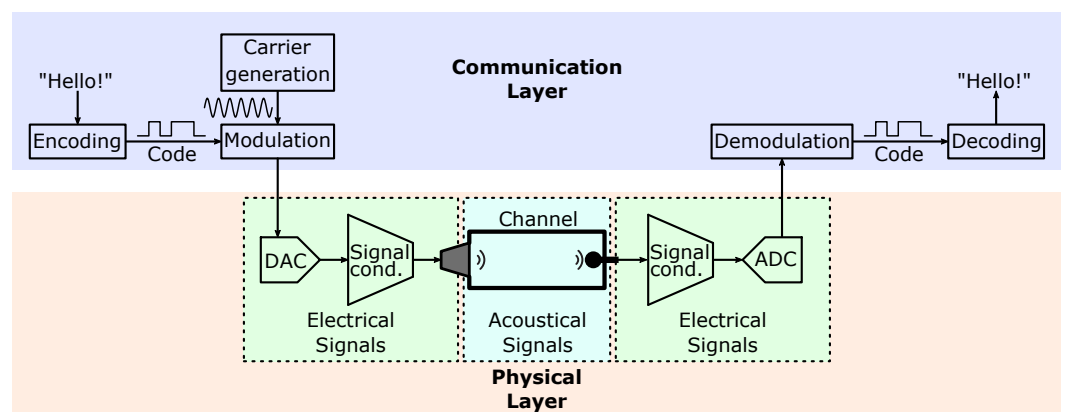 Carrier
generation
Communication
Layer
"Hello!"
"Hello!"
Encoding
Code
Modulation
Demodulation
Code
Decoding
Channel
DAC
Signal
cond.
Signal
cond.
ADC
Electrical
Signals
Acoustical
Signals
Electrical
Signals
Physical
Layer